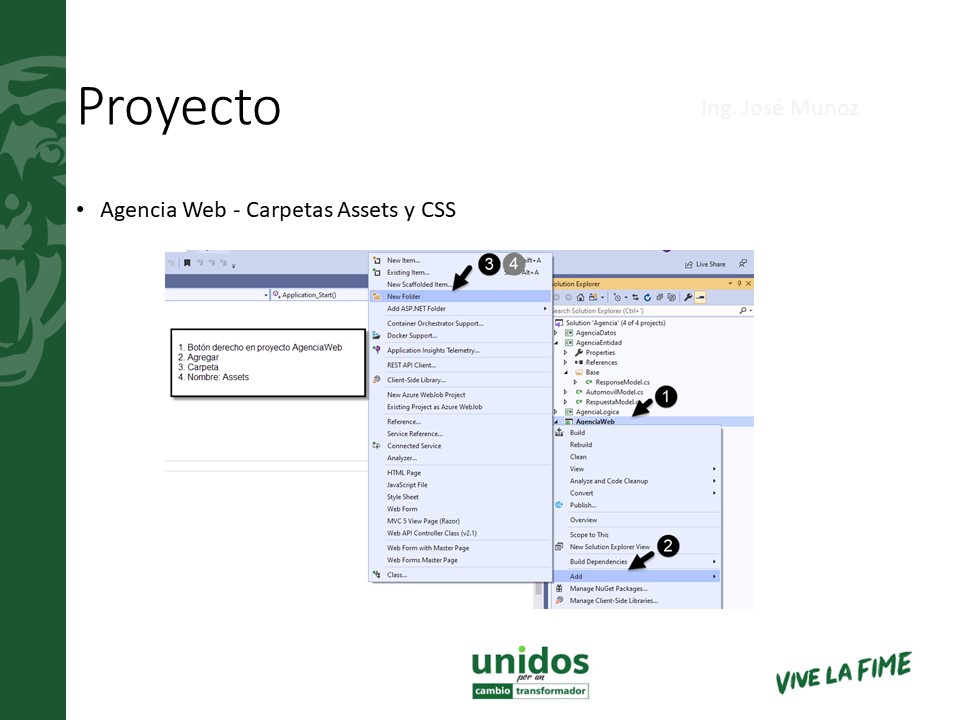 Proyecto
Ing. José Munoz
• Agencia Web - Carpetas Assets y CSS
Application_Start()
1. Botón derecho en proyecto AgenciaWeb
2. Agregar
3. Carpeta
4. Nombre: Assets
New Item...
Existing Item...
New Scaffolded Item...
New Folder
Add ASP.NET Folder
Container Orchestrator Support...
Docker Support...
Application Insights Telemetry...
REST API Client...
Client-Side Library...
New Azure WebJob Project
Existing Project as Azure WebJob
Reference...
Service Reference...
Connected Service
Analyzer...
HTML Page
JavaScript File
Style Sheet
Web Form
MVC 5 View Page (Razor)
Web API Controller Class (v2.1)
Web Form with Master Page
Web Forms Master Page
Class...
3 4
Live Share
Solution Explorer
Search Solution Explorer (Ctrl+')
Solution 'Agencia' (4 of 4 projects)
AgenciaDatos
AgenciaEntidad
Properties
References
Base
ResponseModel.cs
AutomovilModel.cs
RespuestaModel.cs
AgenciaLogica
AgenciaWeb
1
Build
Rebuild
Clean
View
Analyze and Code Cleanup
Convert
Publish...
Overview
Scope to This
New Solution Explorer View
Build Dependencies
2
Add
Manage NuGet Packages...
Manage Client-Side Libraries...
unidos
por un
cambio transformador
VIVE LA FIME